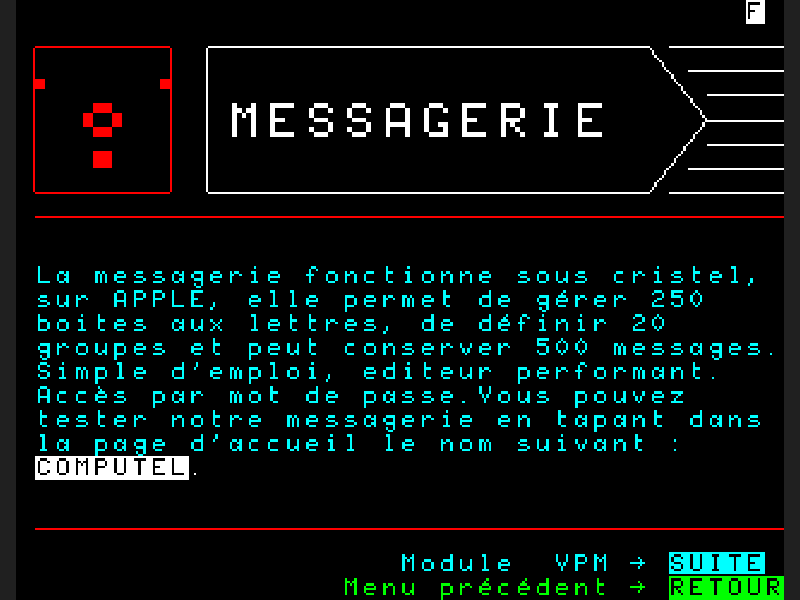 F
?
MESSAGERIE
La messagerie fonctionne sous cristel,
sur APPLE, elle permet de gérer 250
boites aux lettres, de définir 20
groupes et peut conserver 500 messages.
Simple d'emploi, editeur performant.
Accès par mot de passe.Vous pouvez
tester notre messagerie en tapant dans
la page d'accueil le nom suivant :
COMPUTEL.
Module VPM → SUITE
Menu précédent → RETOUR